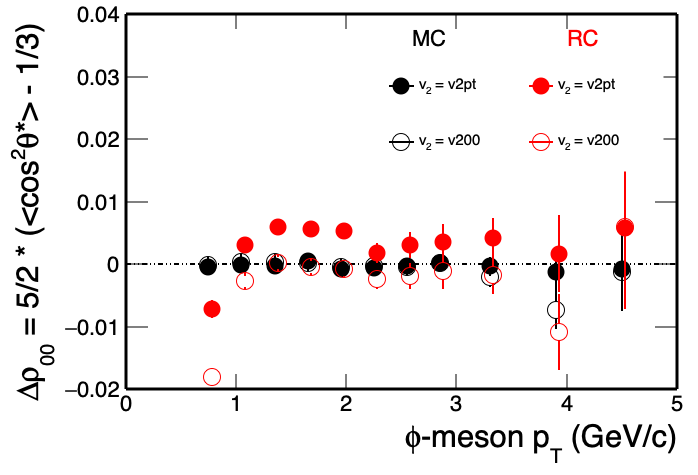 MC RC
v₂ = v2pt v₂ = v2pt
v₂ = v200 v₂ = v200
Δρ₀₀ = 5/2 * (<cos²θ*> - 1/3)
0.04
0.03
0.02
0.01
0
−0.01
−0.02
0 1 2 3 4 5
ϕ-meson p_T (GeV/c)